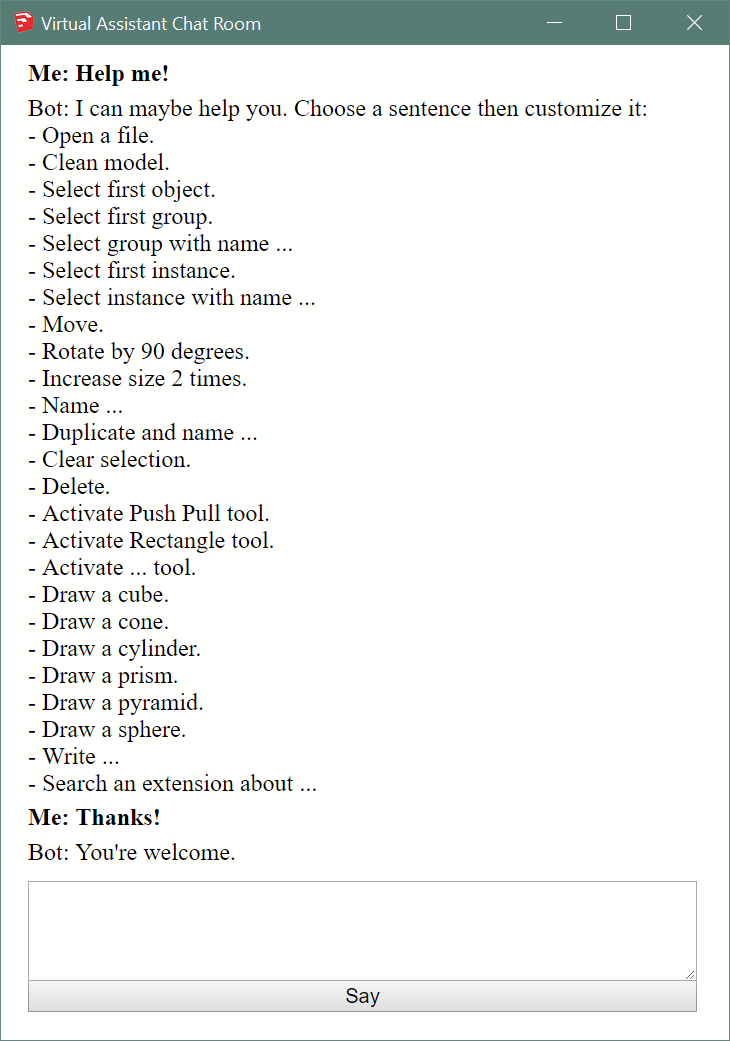 Virtual Assistant Chat Room
Me: Help me!
Bot: I can maybe help you. Choose a sentence then customize it:
- Open a file.
- Clean model.
- Select first object.
- Select first group.
- Select group with name ...
- Select first instance.
- Select instance with name ...
- Move.
- Rotate by 90 degrees.
- Increase size 2 times.
- Name ...
- Duplicate and name ...
- Clear selection.
- Delete.
- Activate Push Pull tool.
- Activate Rectangle tool.
- Activate ... tool.
- Draw a cube.
- Draw a cone.
- Draw a cylinder.
- Draw a prism.
- Draw a pyramid.
- Draw a sphere.
- Write ...
- Search an extension about ...
Me: Thanks!
Bot: You're welcome.
Say